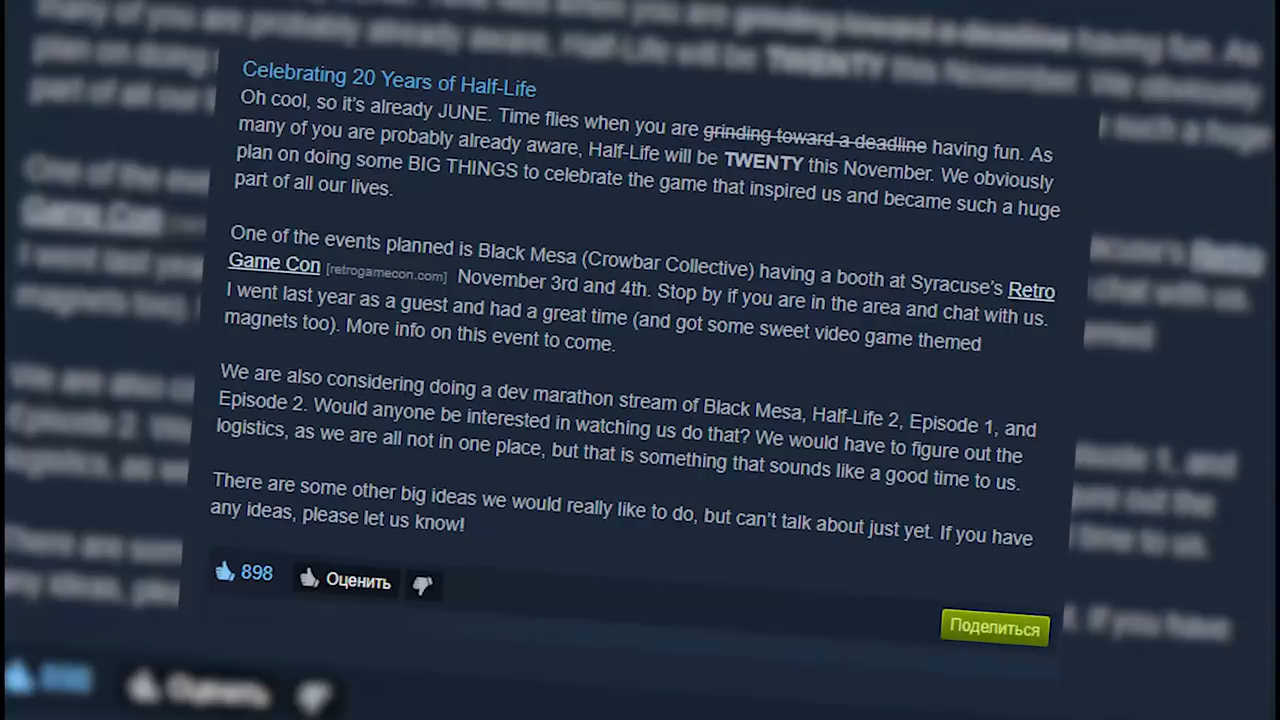 Celebrating 20 Years of Half-Life
Oh cool, so it's already JUNE. Time flies when you are grinding toward a deadline having fun. As
many of you are probably already aware, Half-Life will be TWENTY this November. We obviously
plan on doing some BIG THINGS to celebrate the game that inspired us and became such a huge
part of all our lives.
One of the events planned is Black Mesa (Crowbar Collective) having a booth at Syracuse's Retro
Game Con [retrogamecon.com] November 3rd and 4th. Stop by if you are in the area and chat with us.
I went last year as a guest and had a great time (and got some sweet video game themed
magnets too). More info on this event to come.
We are also considering doing a dev marathon stream of Black Mesa, Half-Life 2, Episode 1, and
Episode 2. Would anyone be interested in watching us do that? We would have to figure out the
logistics, as we are all not in one place, but that is something that sounds like a good time to us.
There are some other big ideas we would really like to do, but can't talk about just yet. If you have
any ideas, please let us know!
898 Оценить
Поделиться